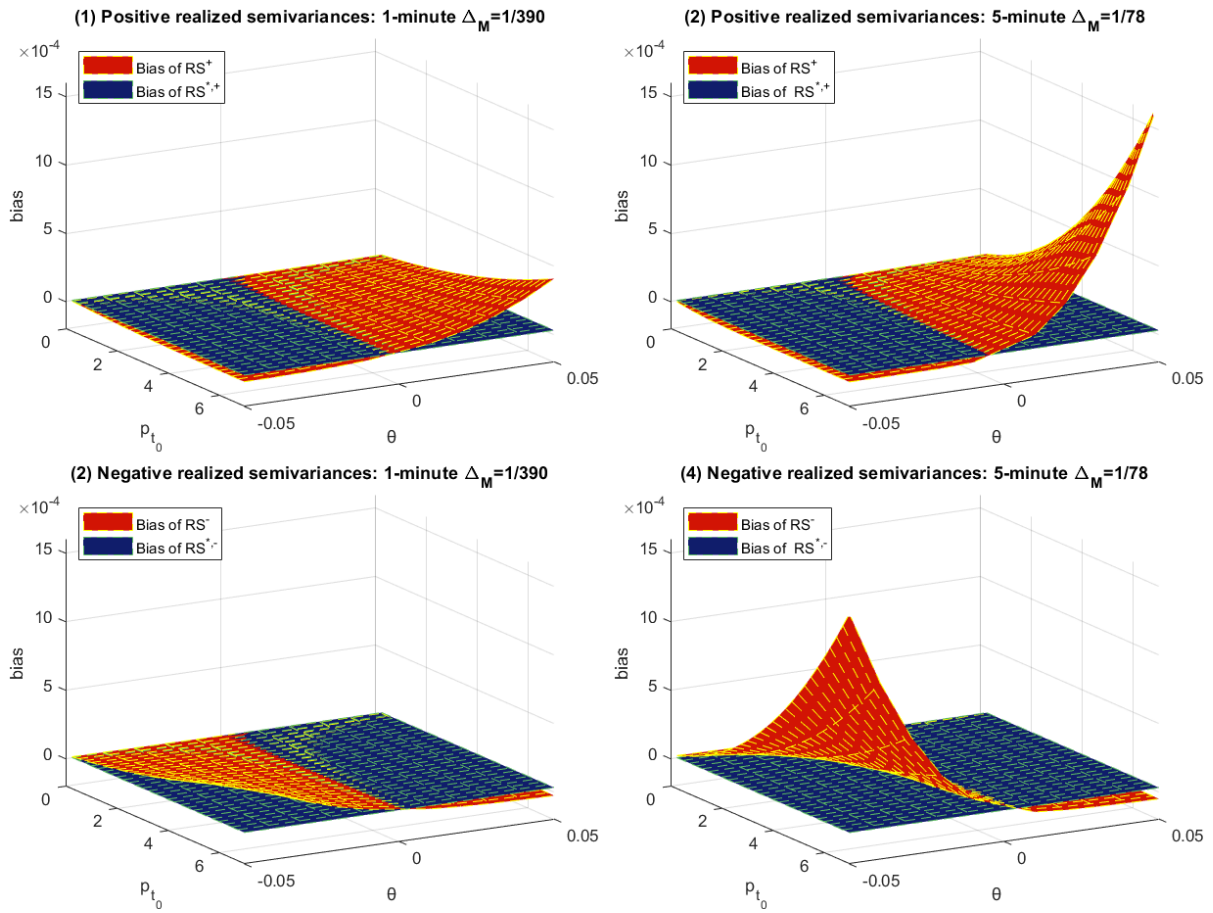 (1) Positive realized semivariances: 1-minute Δ_M=1/390
×10^-4
Bias of RS^+
Bias of RS^*,+
15
10
5
0
bias
0
2
4
6
p_t_0
-0.05
0
0.05
θ
(2) Positive realized semivariances: 5-minute Δ_M=1/78
×10^-4
Bias of RS^+
Bias of RS^*,+
15
10
5
0
bias
0
2
4
6
p_t_0
-0.05
0
0.05
θ
(2) Negative realized semivariances: 1-minute Δ_M=1/390
×10^-4
Bias of RS^-
Bias of RS^*,-
15
10
5
0
bias
0
2
4
6
p_t_0
-0.05
0
0.05
θ
(4) Negative realized semivariances: 5-minute Δ_M=1/78
×10^-4
Bias of RS^-
Bias of RS^*,-
15
10
5
0
bias
0
2
4
6
p_t_0
-0.05
0
0.05
θ